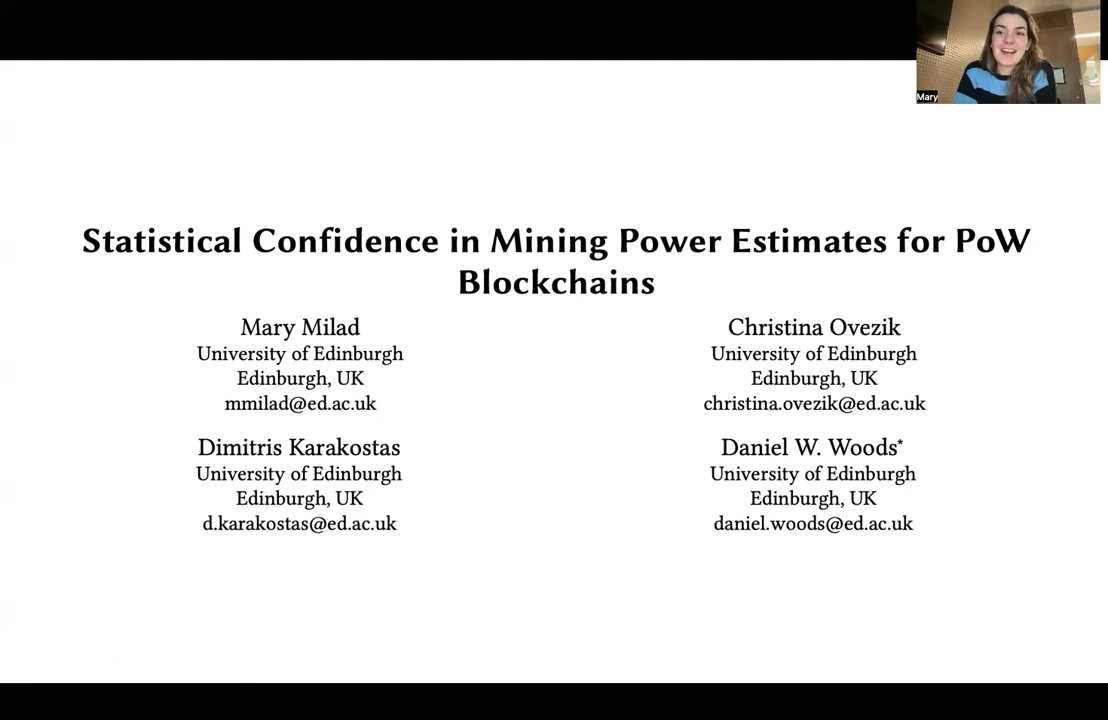 Mary
Statistical Confidence in Mining Power Estimates for PoW
Blockchains
Mary Milad
University of Edinburgh
Edinburgh, UK
mmilad@ed.ac.uk
Christina Ovezik
University of Edinburgh
Edinburgh, UK
christina.ovezik@ed.ac.uk
Dimitris Karakostas
University of Edinburgh
Edinburgh, UK
d.karakostas@ed.ac.uk
Daniel W. Woods*
University of Edinburgh
Edinburgh, UK
daniel.woods@ed.ac.uk